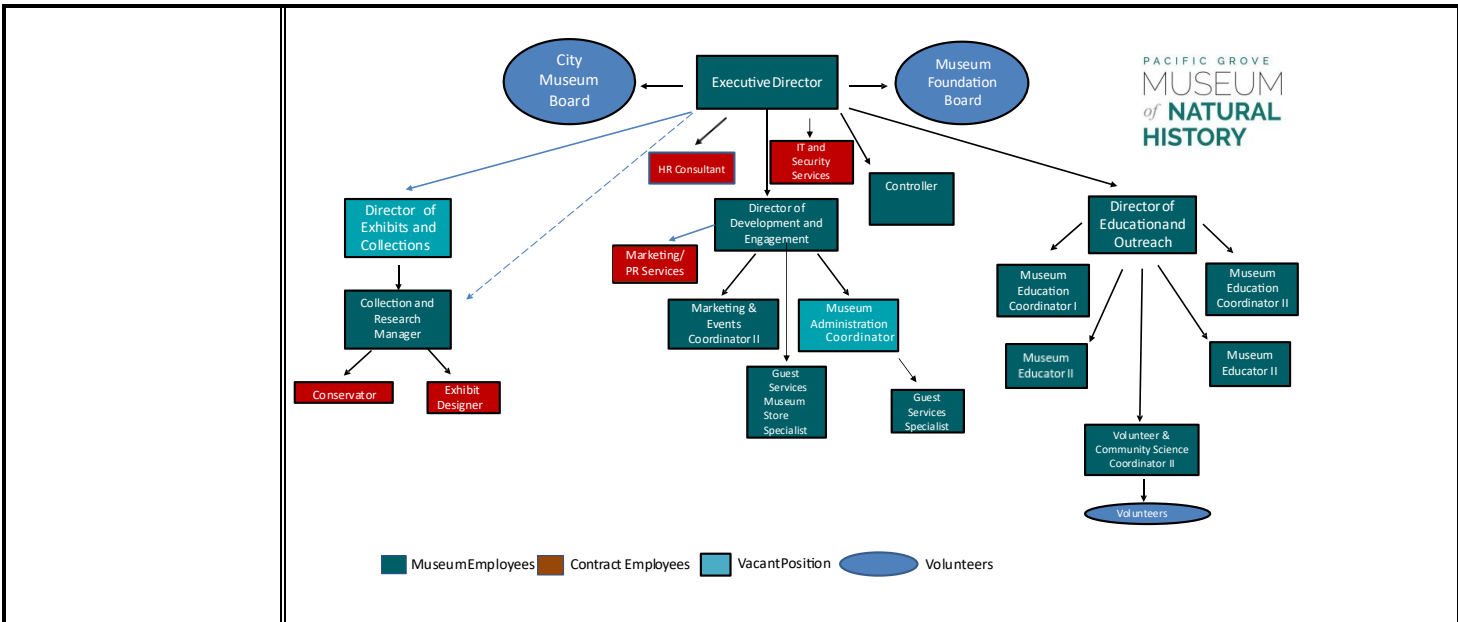 City
Museum
Board
Executive Director
Museum
Foundation
Board
PACIFIC GROVE
MUSEUM
of NATURAL
HISTORY
HR Consultant
IT and
Security
Services
Controller
Director of
Exhibits and
Collections
Director of
Development and
Engagement
Director of
Educationand
Outreach
Marketing/
PR Services
Museum
Education
Coordinator I
Museum
Education
Coordinator II
Collection and
Research
Manager
Marketing &
Events
Coordinator II
Museum
Administration
Coordinator
Museum
Educator II
Museum
Educator II
Conservator
Exhibit
Designer
Guest
Services
Museum
Store
Specialist
Guest
Services
Specialist
Volunteer &
Community Science
Coordinator II
Volunteers
MuseumEmployees
Contract Employees
VacantPosition
Volunteers